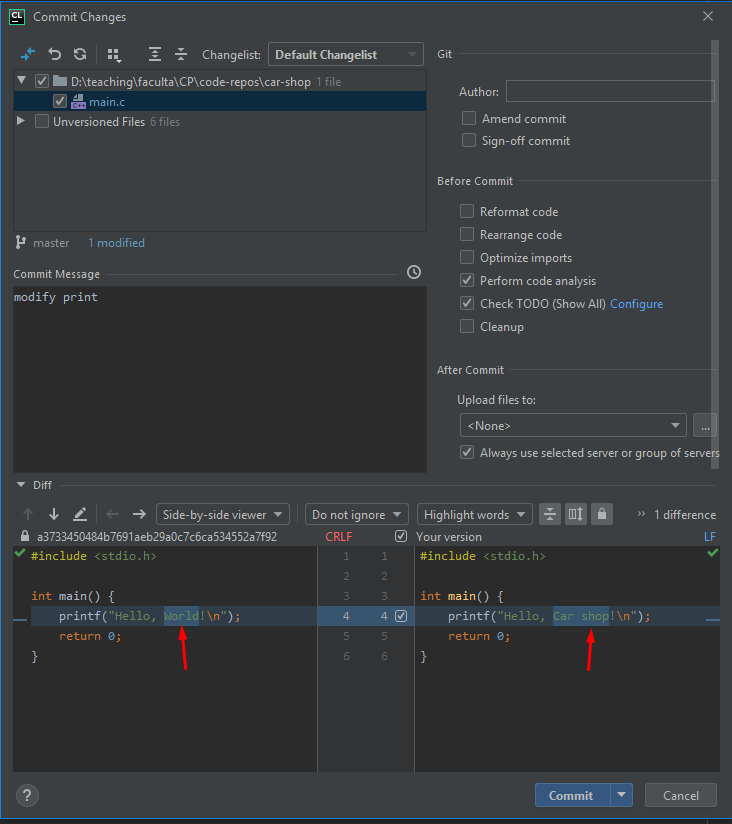 CL Commit Changes
Changelist: Default Changelist
D:\teaching\faculta\CP\code-repos\car-shop 1 file
C++ main.c
Unversioned Files 6 files
master 1 modified
Commit Message
modify print
Git
Author:
Amend commit
Sign-off commit
Before Commit
Reformat code
Rearrange code
Optimize imports
Perform code analysis
Check TODO (Show All) Configure
Cleanup
After Commit
Upload files to:
<None> ...
Always use selected server or group of servers
Diff
Side-by-side viewer Do not ignore Highlight words >> 1 difference
a3733450484b7691aeb29a0c7c6ca534552a7f92 CRLF Your version LF
#include <stdio.h> 1 1 #include <stdio.h>
2 2
int main() { 3 3 int main() {
printf("Hello, World!\n"); 4 4 printf("Hello, Car shop!\n");
return 0; 5 5 return 0;
} 6 6 }
? Commit Cancel